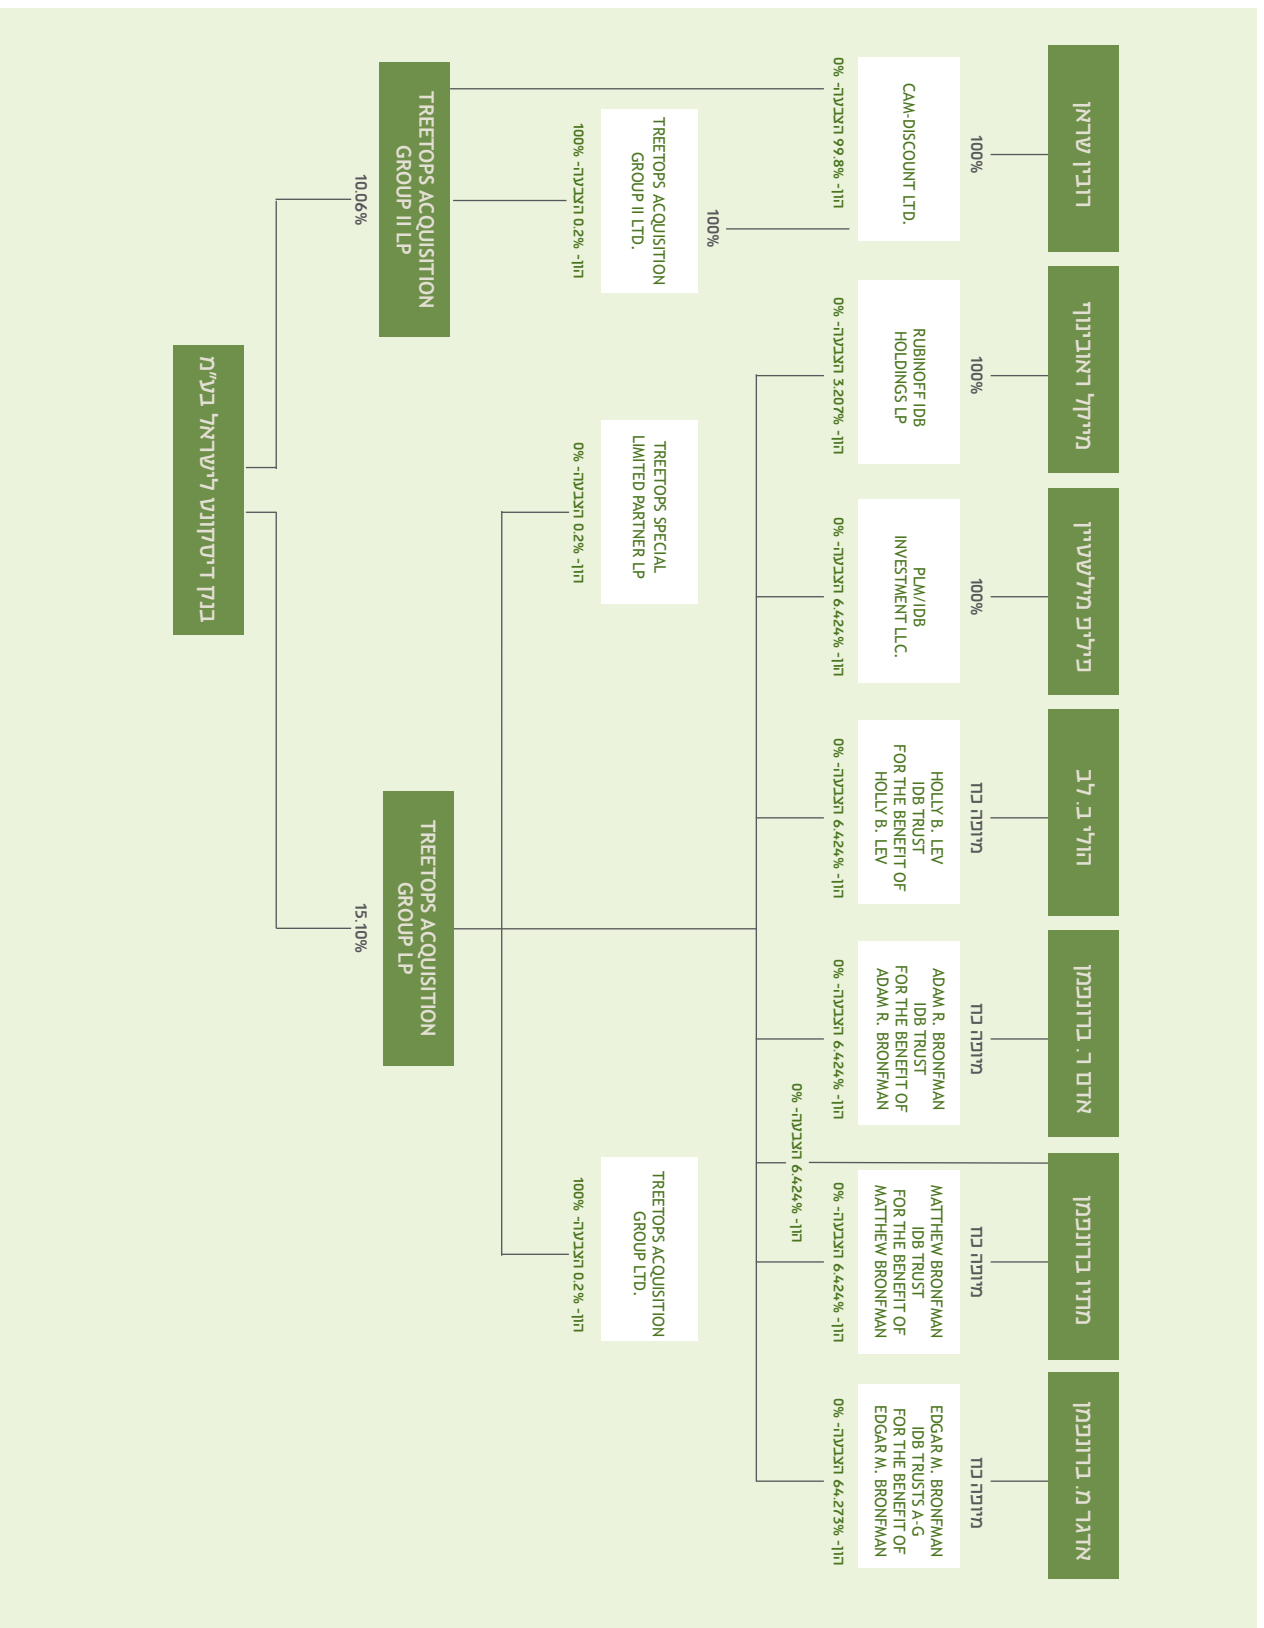 אדגר מ. ברונפמן
מתיו ברונפמן
אדם ר. ברונפמן
הולי ב. לב
פיליפ מילשטיין
מייקל ראובינוף
רובין שראן
מיופה כח
מיופה כח
מיופה כח
מיופה כח
100%
100%
100%
EDGAR M. BRONFMAN
IDB TRUSTS A-G
FOR THE BENEFIT OF
EDGAR M. BRONFMAN
MATTHEW BRONFMAN
IDB TRUST
FOR THE BENEFIT OF
MATTHEW BRONFMAN
ADAM R. BRONFMAN
IDB TRUST
FOR THE BENEFIT OF
ADAM R. BRONFMAN
HOLLY B. LEV
IDB TRUST
FOR THE BENEFIT OF
HOLLY B. LEV
PLM/IDB
INVESTMENT LLC.
RUBINOFF IDB
HOLDINGS LP
CAM-DISCOUNT LTD.
הון- 64.273% הצבעה- 0%
הון- 6.424% הצבעה- 0%
הון- 6.424% הצבעה- 0%
הון- 6.424% הצבעה- 0%
הון- 6.424% הצבעה- 0%
הון- 3.207% הצבעה- 0%
הון- 99.8% הצבעה- 0%
הון- 6.424% הצבעה- 0%
100%
TREETOPS ACQUISITION
GROUP LTD.
TREETOPS SPECIAL
LIMITED PARTNER LP
TREETOPS ACQUISITION
GROUP II LTD.
הון- 0.2% הצבעה- 100%
הון- 0.2% הצבעה- 0%
הון- 0.2% הצבעה- 100%
TREETOPS ACQUISITION
GROUP LP
TREETOPS ACQUISITION
GROUP II LP
15.10%
10.06%
בנק דיסקונט לישראל בע"מ